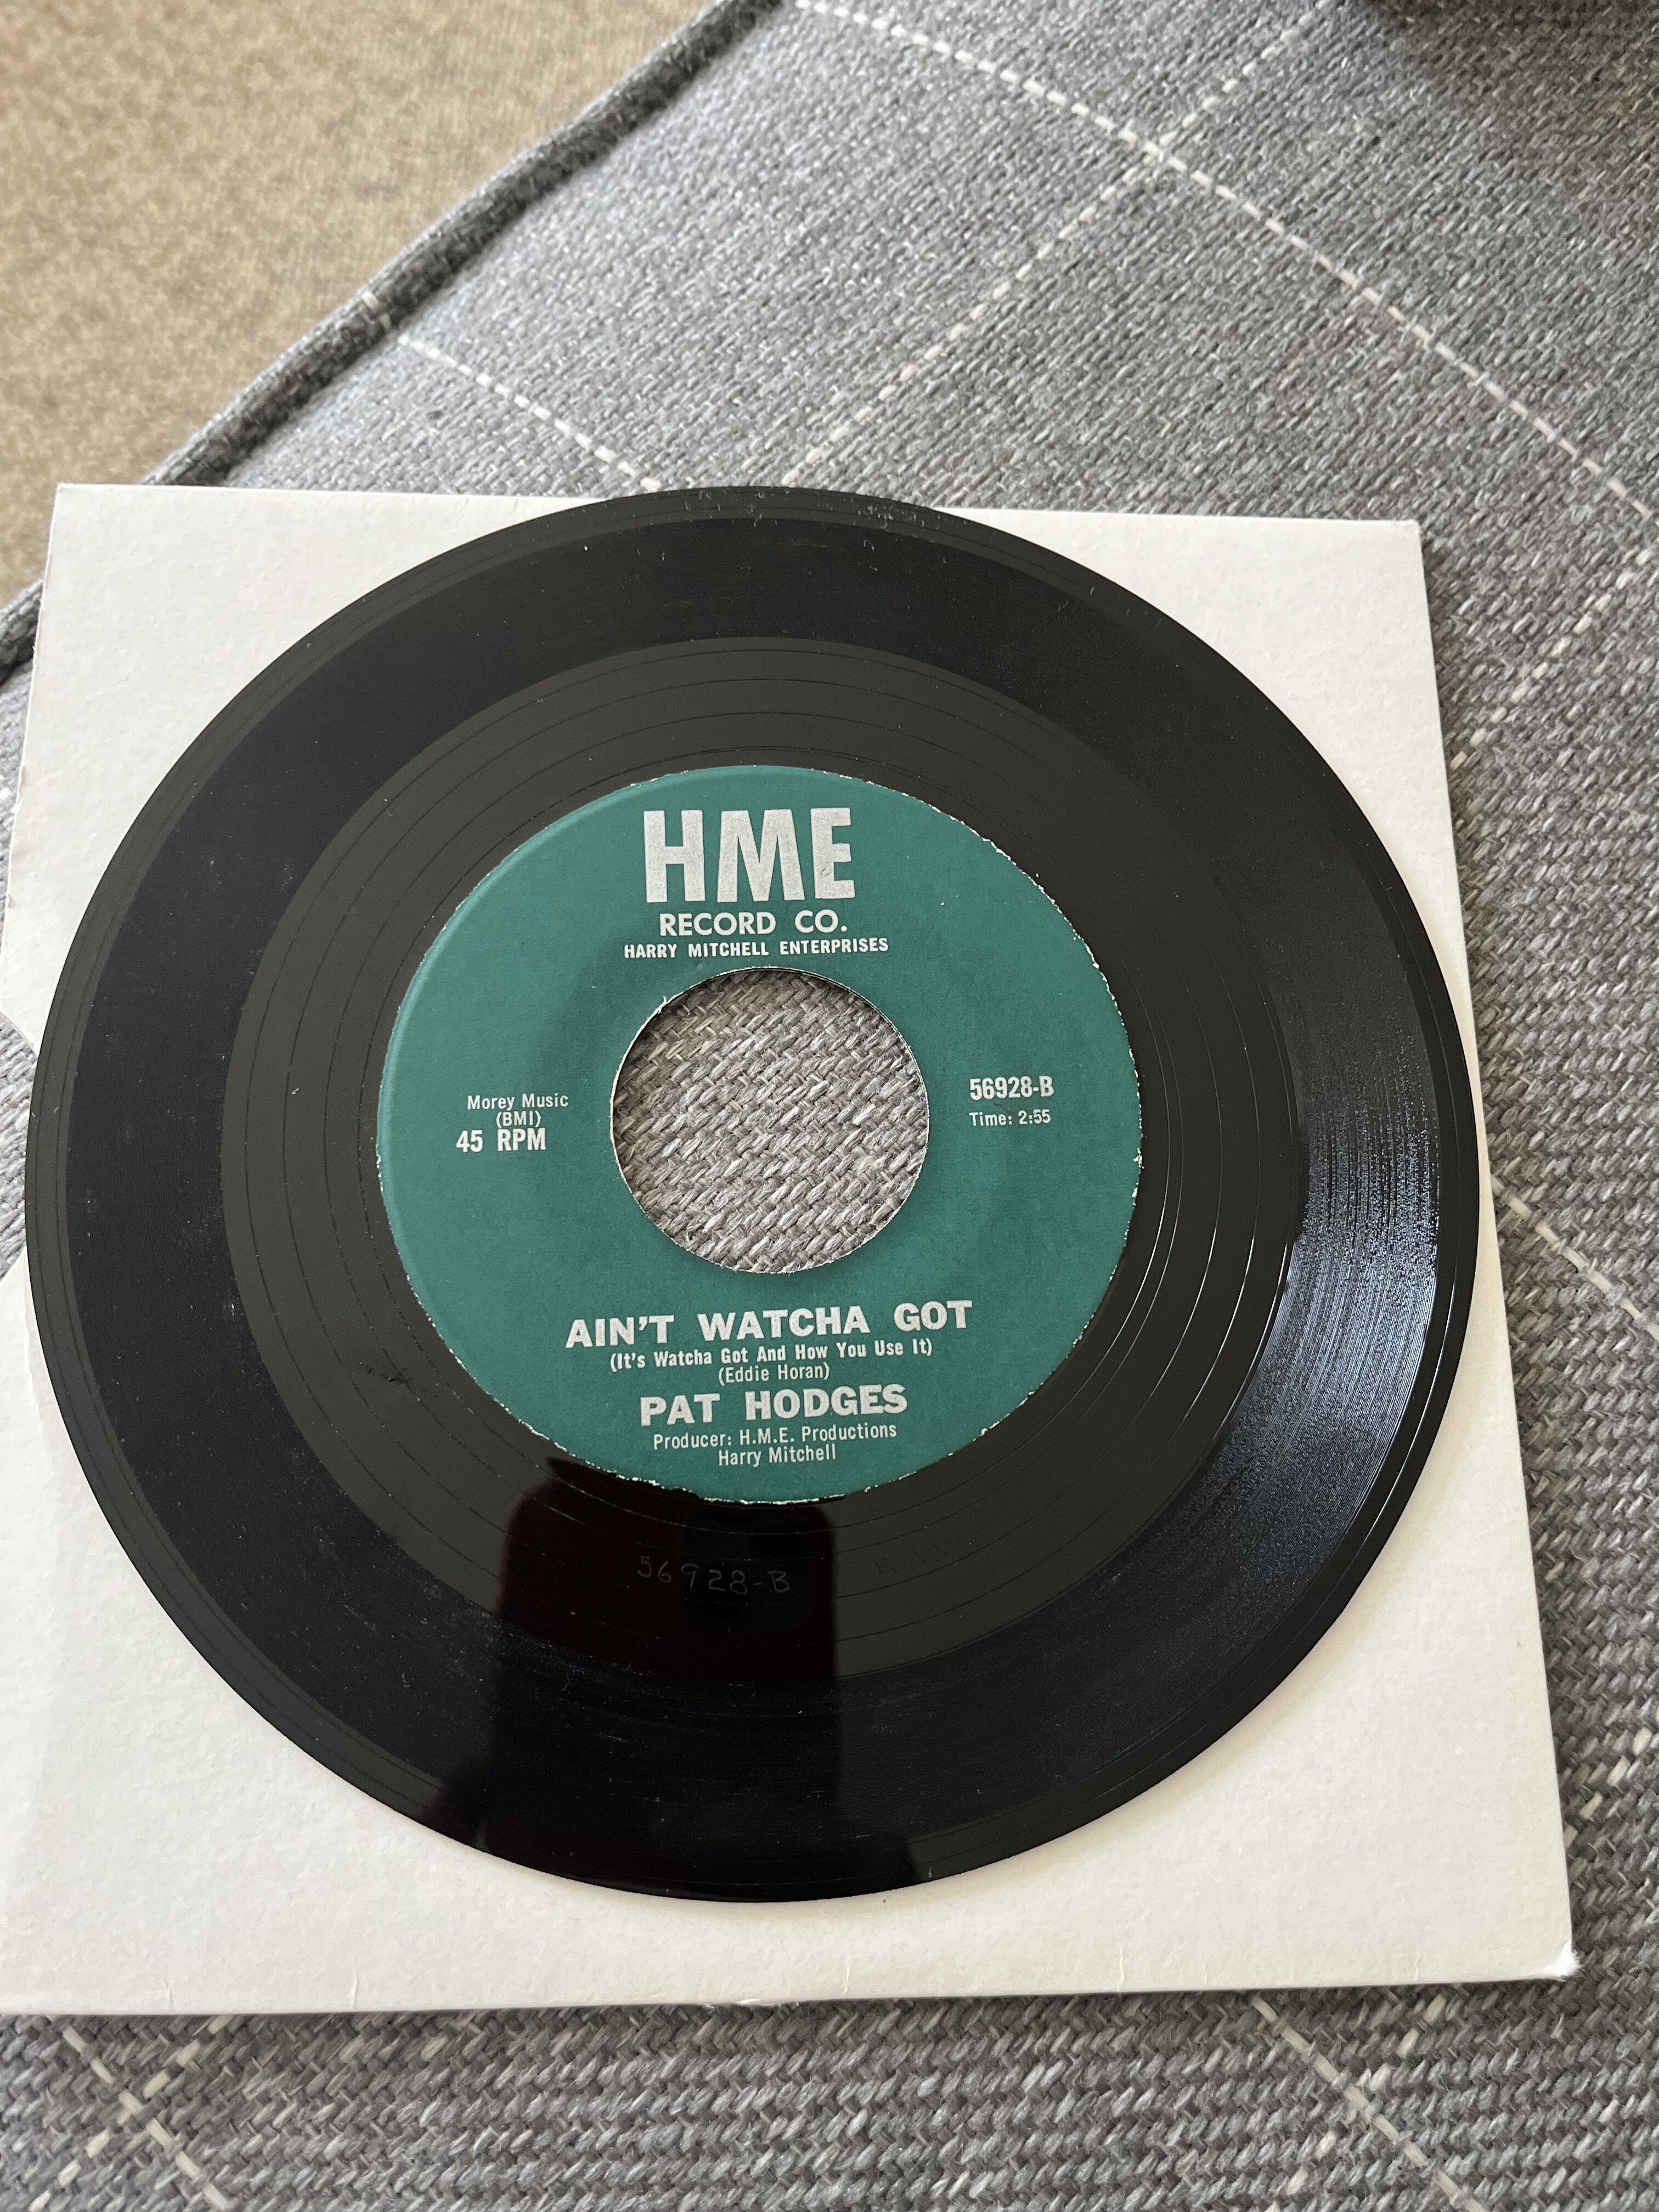 HME
RECORD CO.
HARRY MITCHELL ENTERPRISES
Morey Music
(BMI)
45 RPM
56928-B
Time: 2:55
AIN'T WATCHA GOT
(It's Watcha Got And How You Use It)
(Eddie Horan)
PAT HODGES
Producer: H.M.E. Productions
Harry Mitchell
56928-B